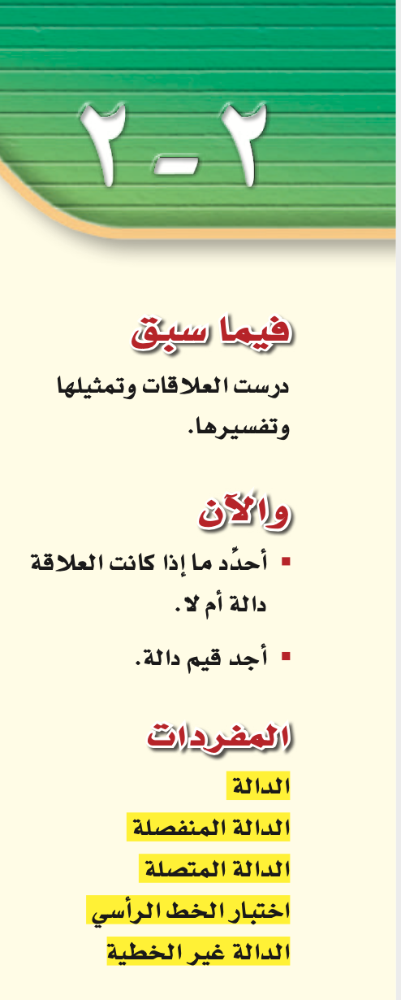 ٢-٢
فيما سبق
درست العلاقات وتمثيلها
وتفسيرها.
والآن
▪ أحدِّد ما إذا كانت العلاقة
دالة أم لا.
▪ أجد قيم دالة.
المفردات
الدالة
الدالة المنفصلة
الدالة المتصلة
اختبار الخط الرأسي
الدالة غير الخطية